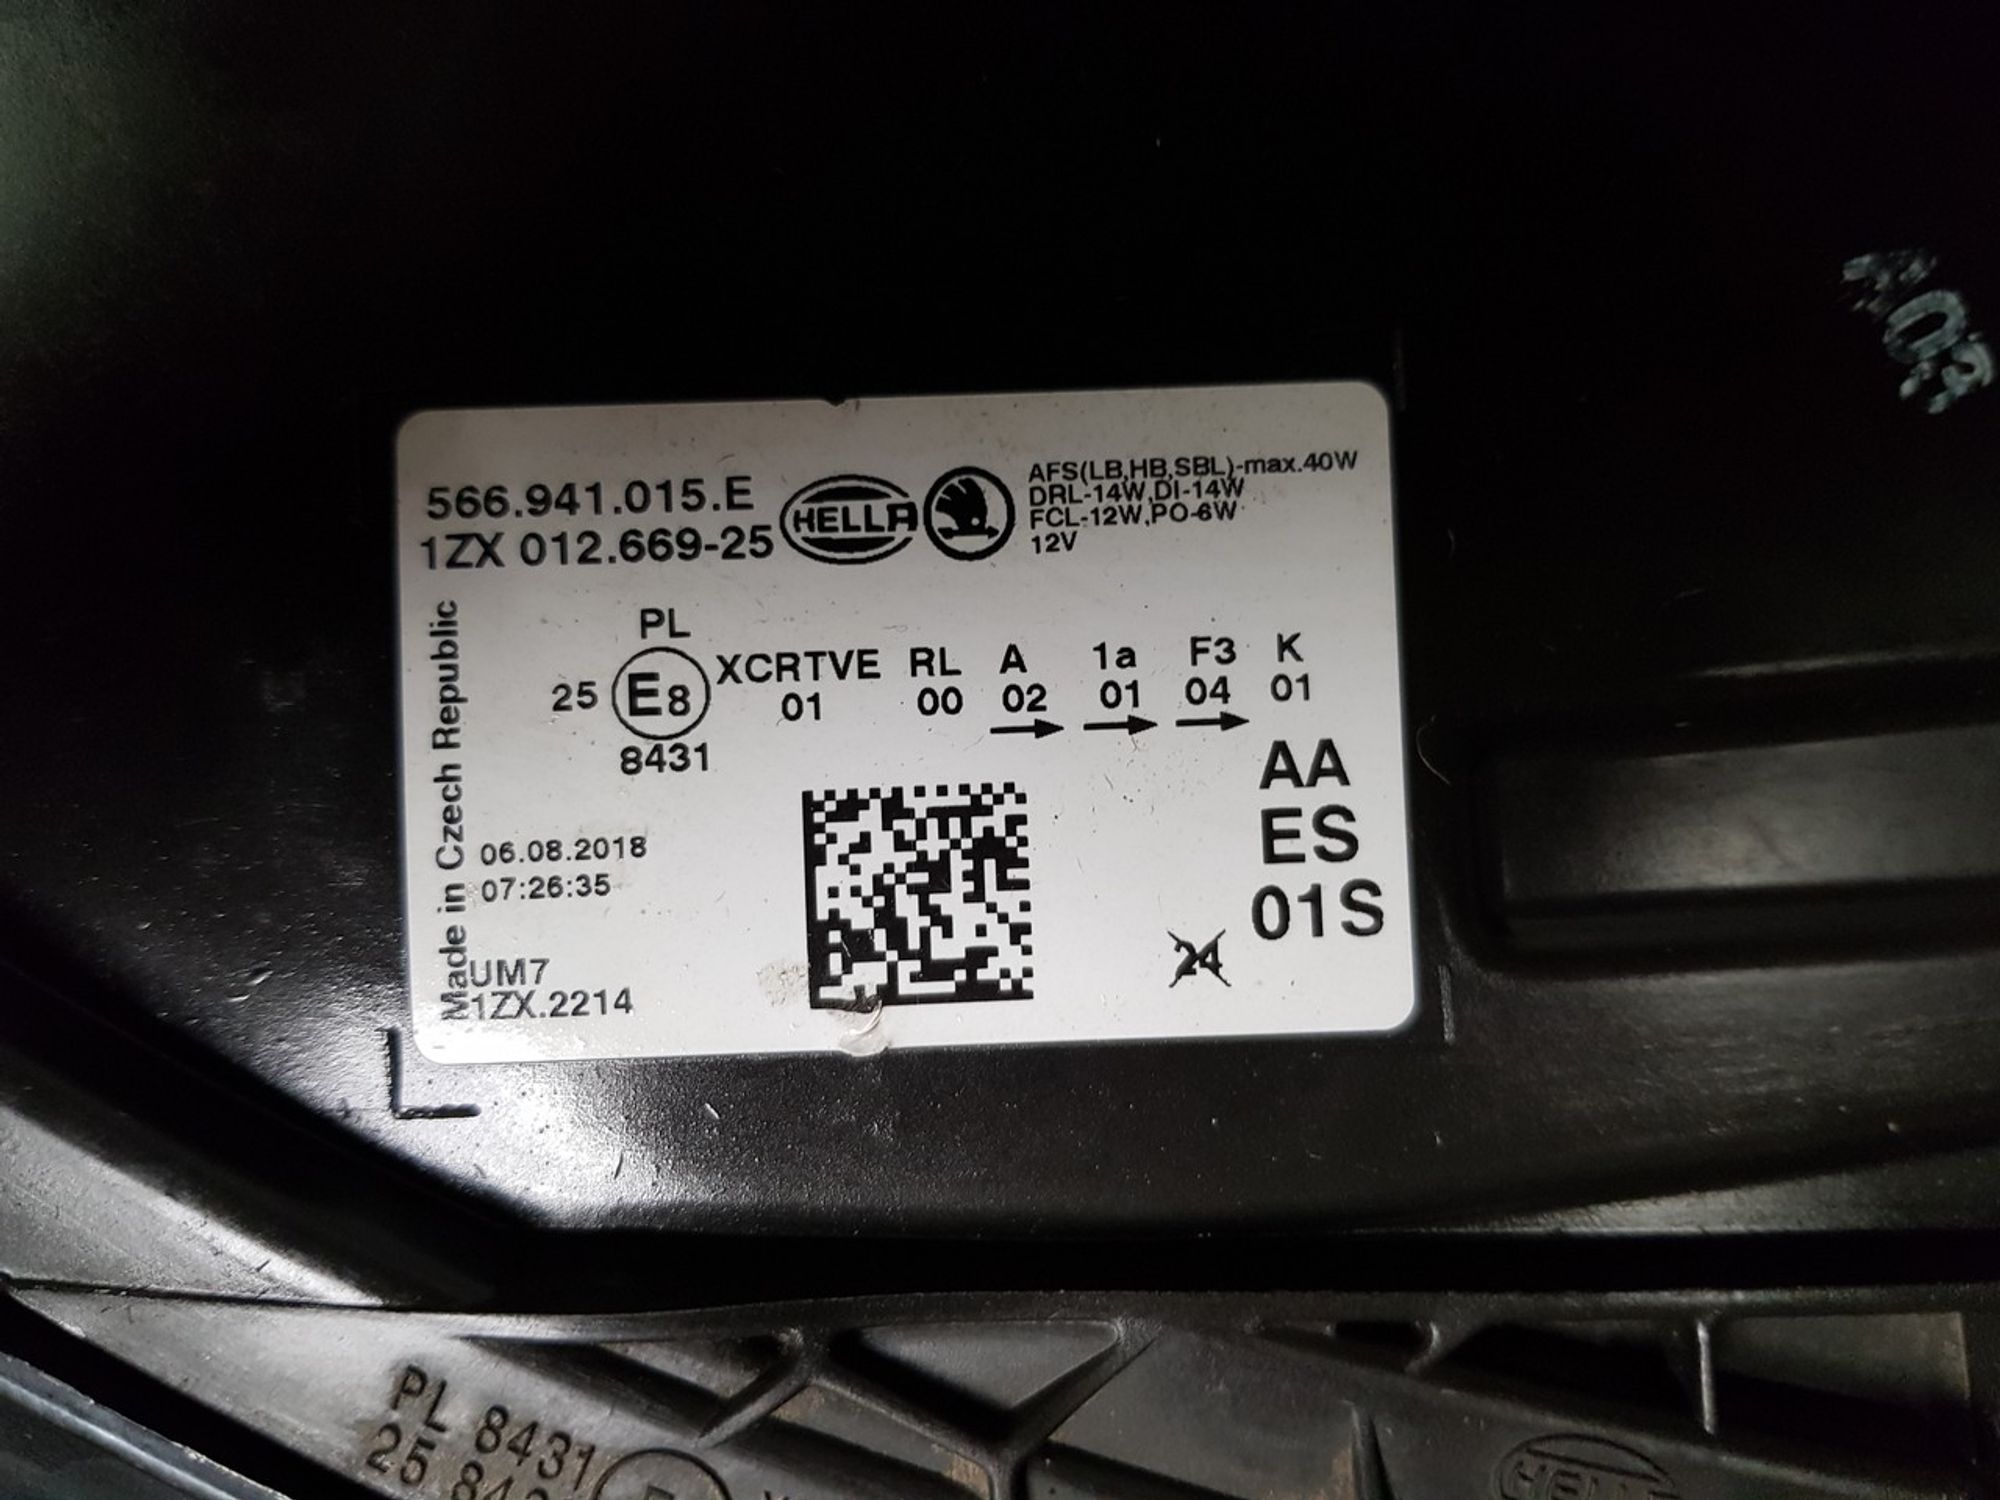 566.941.015.E
1ZX 012.669-25
HELLA
AFS(LB,HB,SBL)-max.40W
DRL-14W,DI-14W
FCL-12W,PO-6W
12V
Made in Czech Republic
PL
25 E8 XCRTVE RL A 1a F3 K
01 00 02 01 04 01
8431
AA
ES
01S
06.08.2018
07:26:35
24
UM7
1ZX.2214
PL 8431
25
HELLA